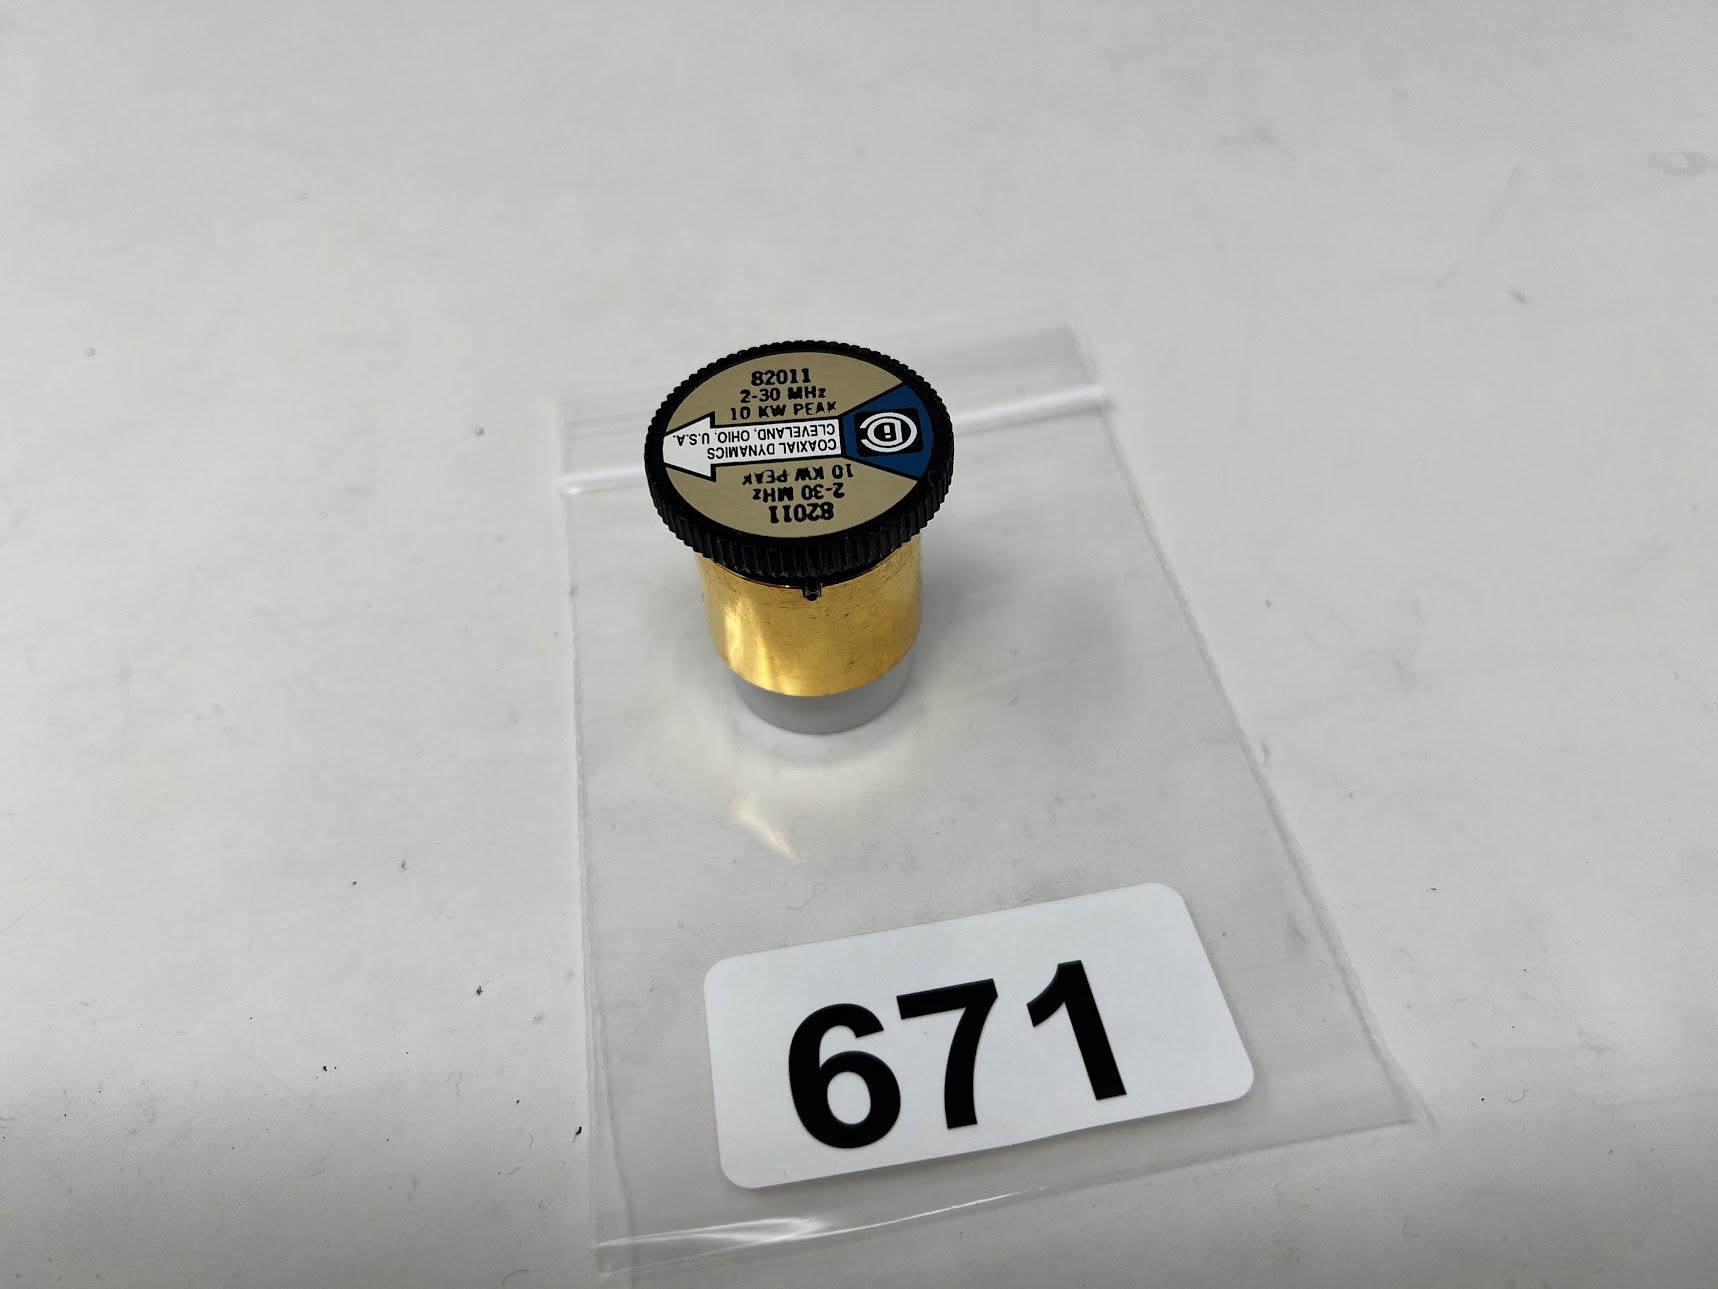 82011
2-30 MHz
10 KW PEAK
COAXIAL DYNAMICS
CLEVELAND, OHIO, U.S.A.
CD
82011
2-30 MHz
10 KW PEAK
671